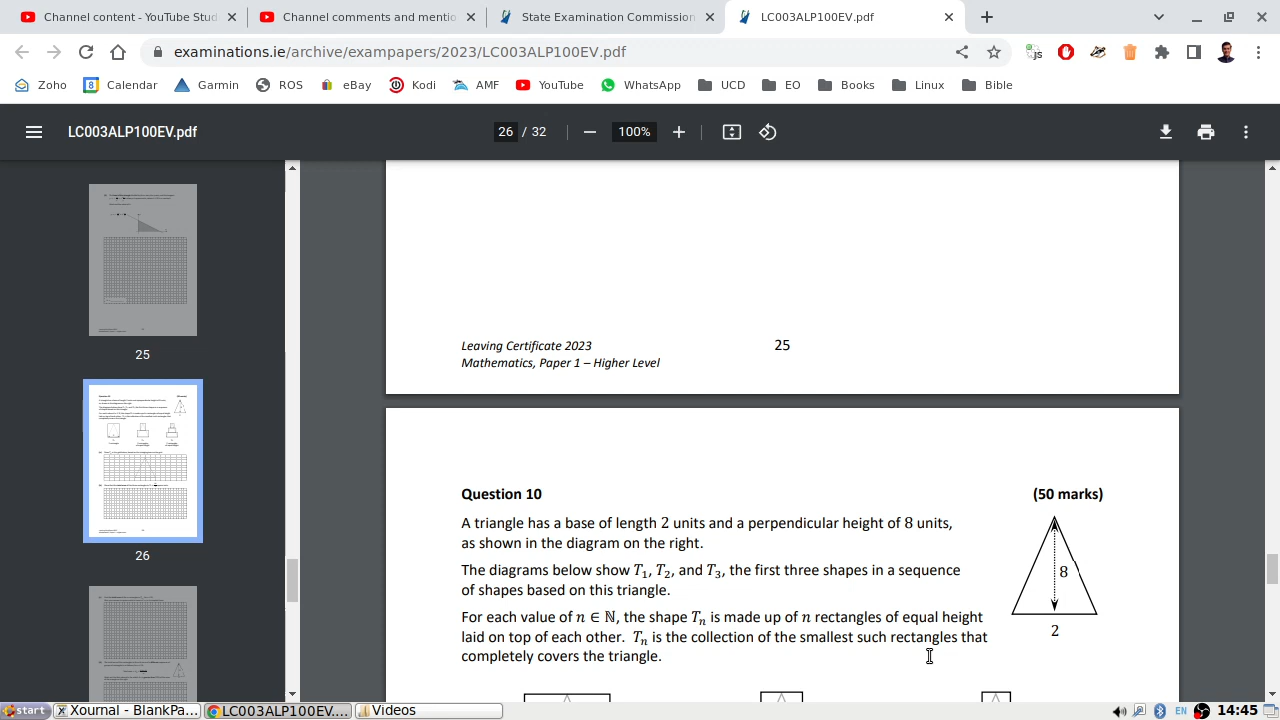 Channel content - YouTube Stud
Channel comments and mentio
State Examination Commission
LC003ALP100EV.pdf
examinations.ie/archive/exampapers/2023/LC003ALP100EV.pdf
Zoho
Calendar
Garmin
ROS
eBay
Kodi
AMF
YouTube
WhatsApp
UCD
EO
Books
Linux
Bible
LC003ALP100EV.pdf
26 / 32
100%
25
26
Leaving Certificate 2023
25
Mathematics, Paper 1 – Higher Level
Question 10
(50 marks)
A triangle has a base of length 2 units and a perpendicular height of 8 units,
as shown in the diagram on the right.
The diagrams below show T₁, T₂, and T₃, the first three shapes in a sequence
of shapes based on this triangle.
For each value of n ∈ ℕ, the shape Tₙ is made up of n rectangles of equal height
laid on top of each other. Tₙ is the collection of the smallest such rectangles that
completely covers the triangle.
8
2
start
Xournal - BlankPa...
LC003ALP100EV....
Videos
EN
14:45